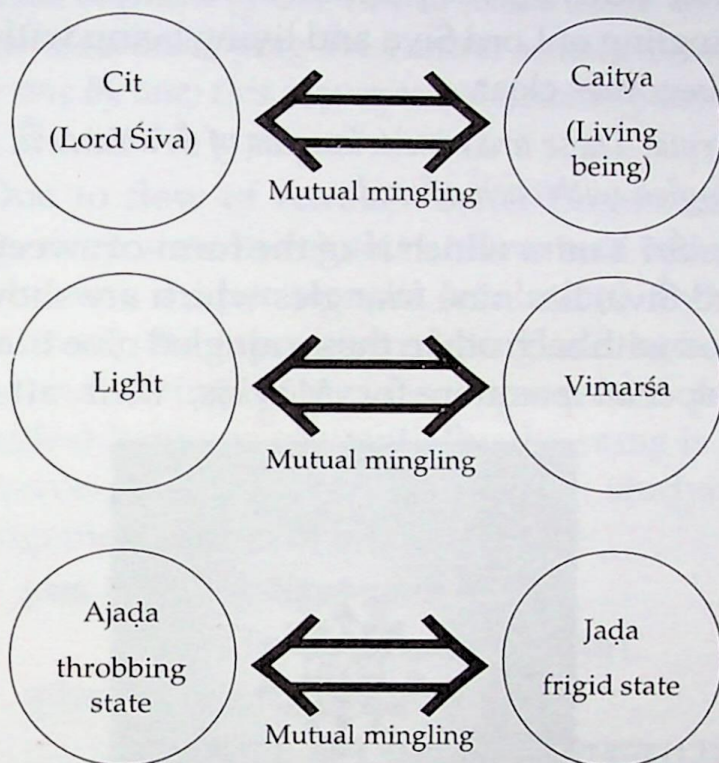 Cit
(Lord Śiva)
Caitya
(Living
being)
Mutual mingling
Light
Vimarśa
Mutual mingling
Ajaḍa
throbbing
state
Jaḍa
frigid state
Mutual mingling